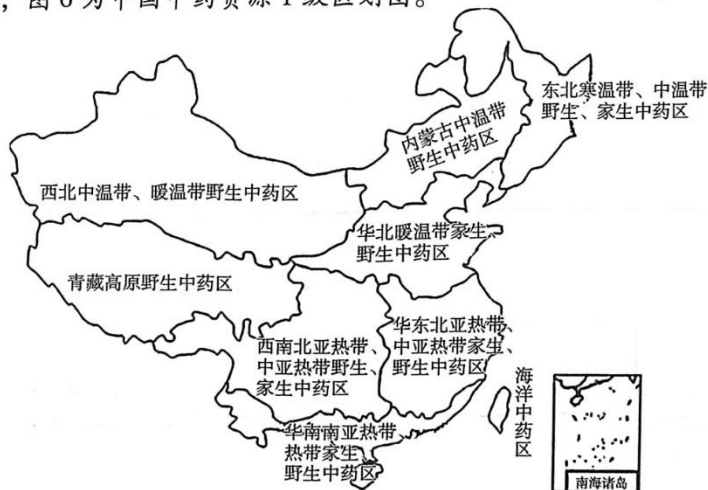 ，图6为中国中药资源1级区划图。
东北寒温带、中温带
野生、家生中药区
内蒙古中温带
野生中药区
西北中温带、暖温带野生中药区
华北暖温带家生、
野生中药区
青藏高原野生中药区
华东北亚热带、
中亚热带家生、
野生中药区
西南北亚热带、
中亚热带野生、
家生中药区
海洋中药区
华南南亚热带、
热带家生、
野生中药区
南海诸岛